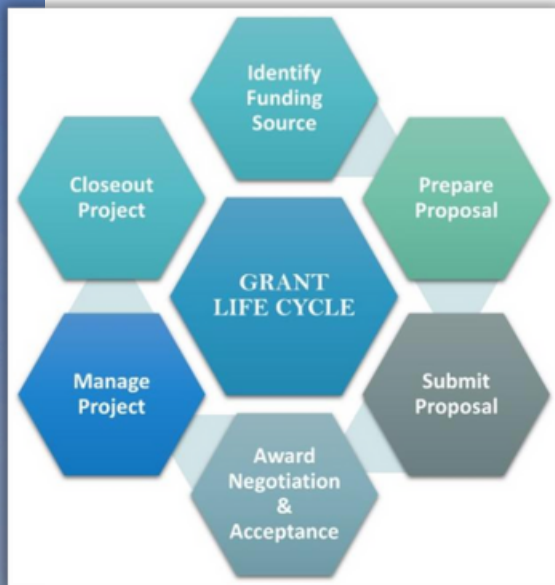 Identify
Funding
Source
Prepare
Proposal
Submit
Proposal
Award
Negotiation
&
Acceptance
Manage
Project
Closeout
Project
GRANT
LIFE CYCLE